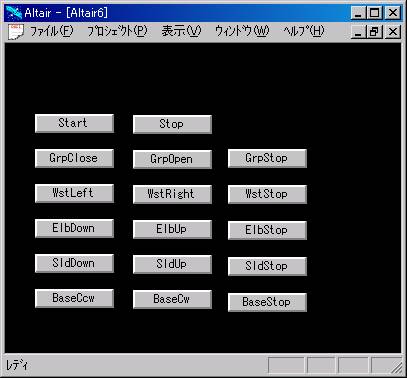 Altair - [Altair6]
ﾌｧｲﾙ(F) ﾌﾟﾛｼﾞｪｸﾄ(P) 表示(V) ｳｨﾝﾄﾞｳ(W) ﾍﾙﾌﾟ(H)
Start Stop
GrpClose GrpOpen GrpStop
WstLeft WstRight WstStop
ElbDown ElbUp ElbStop
SldDown SldUp SldStop
BaseCcw BaseCw BaseStop
ﾚﾃﾞｨ